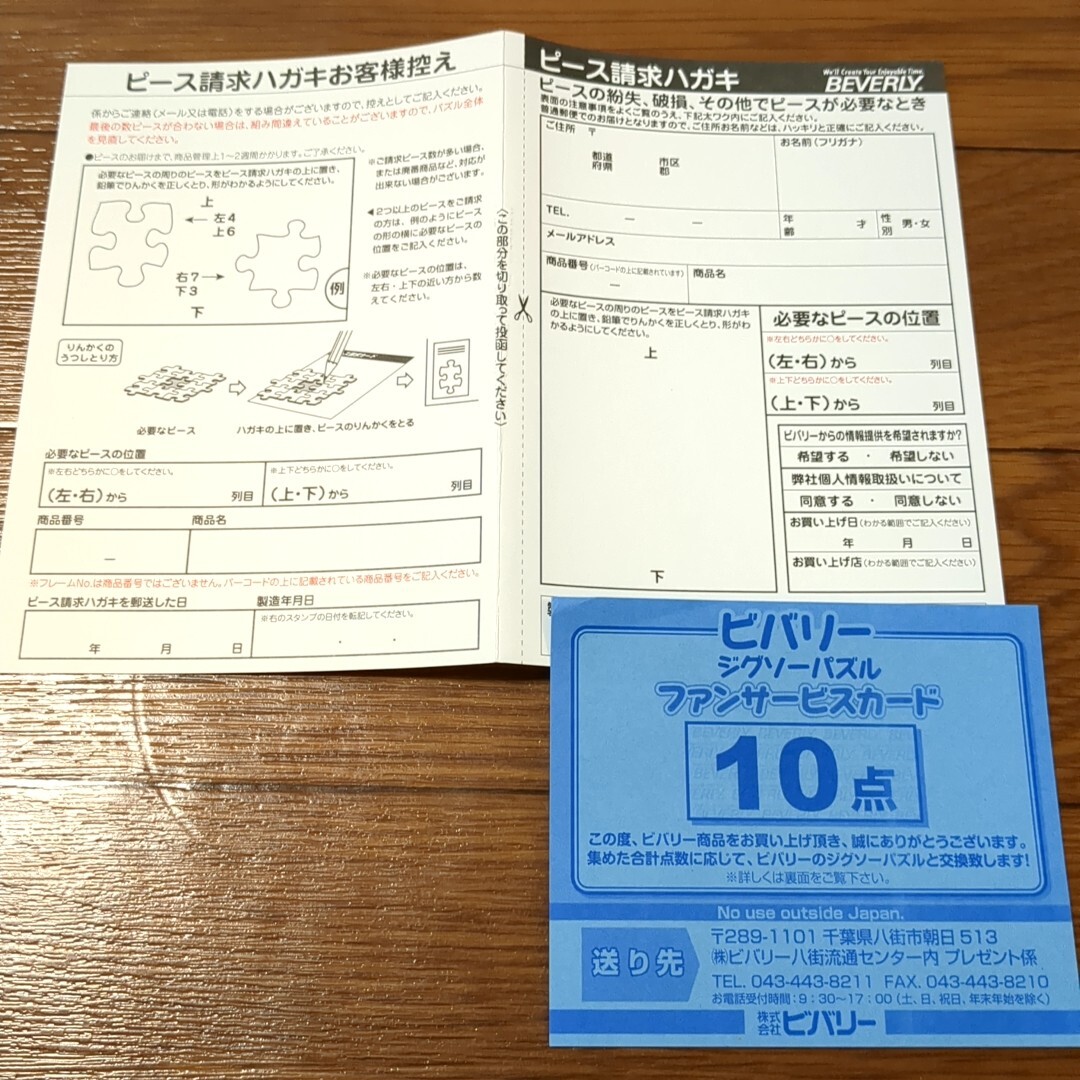 ピース請求ハガキお客様控え
係からご連絡(メール又は電話)をする場合がございますので、控えとしてご記入ください。
最後の数ピースが合わない場合は、組み間違えていることがございますので、パズル全体
を見直してください。
●ピースのお届けまで、商品管理上1～2週間かかります。ご了承ください。
必要なピースの周りのピースをピース請求ハガキの上に置き、
鉛筆でりんかくを正しくとり、形がわかるようにしてください。
上
左4
上6
右7
下3
下
例
※ご請求ピース数が多い場合、
または廃番商品など、対応が
出来ない場合がございます。
◀2つ以上のピースをご請求
の方は、例のようにピース
の形の横に必要なピースの
位置をご記入ください。
※必要なピースの位置は、
左右・上下の近い方から数
えてください。
りんかくの
うつしとり方
必要なピース
ハガキの上に置き、ピースのりんかくをとる
必要なピースの位置
※左右どちらかに○をしてください。
(左・右)から 列目
※上下どちらかに○をしてください。
(上・下)から 列目
商品番号 商品名
－
※フレームNo.は商品番号ではございません。バーコードの上に記載されている商品番号をご記入ください。
ピース請求ハガキを郵送した日 製造年月日
年 月 日
※右のスタンプの日付を転記してください。
・ ・
〈この部分を切り取って投函してください〉
ピース請求ハガキ
We'll Create Your Enjoyable Time.
BEVERLY
ピースの紛失、破損、その他でピースが必要なとき
表面の注意事項をよくご覧のうえ、下記太ワク内にご記入ください。
普通郵便でのお届けとなりますので、ご住所お名前などは、ハッキリと正確にご記入ください。
ご住所 〒
都道
府県
市区
郡
お名前(フリガナ)
TEL. － －
年
齢
才
性
別
男・女
メールアドレス
商品番号(バーコードの上に記載されています)
－
商品名
必要なピースの周りのピースをピース請求ハガキ
の上に置き、鉛筆でりんかくを正しくとり、形がわ
かるようにしてください。
上
下
必要なピースの位置
※左右どちらかに○をしてください。
(左・右)から 列目
※上下どちらかに○をしてください。
(上・下)から 列目
ビバリーからの情報提供を希望されますか?
希望する ・ 希望しない
弊社個人情報取扱いについて
同意する ・ 同意しない
お買い上げ日(わかる範囲でご記入ください)
年 月 日
お買い上げ店(わかる範囲でご記入ください)
ビバリー
ジグソーパズル
ファンサービスカード
10点
この度、ビバリー商品をお買い上げ頂き、誠にありがとうございます。
集めた合計点数に応じて、ビバリーのジグソーパズルと交換致します!
※詳しくは裏面をご覧下さい。
No use outside Japan.
送り先
〒289-1101 千葉県八街市朝日513
㈱ビバリー八街流通センター内 プレゼント係
TEL. 043-443-8211 FAX. 043-443-8210
お電話受付時間:9:30～17:00(土、日、祝日、年末年始を除く)
株式
会社
ビバリー